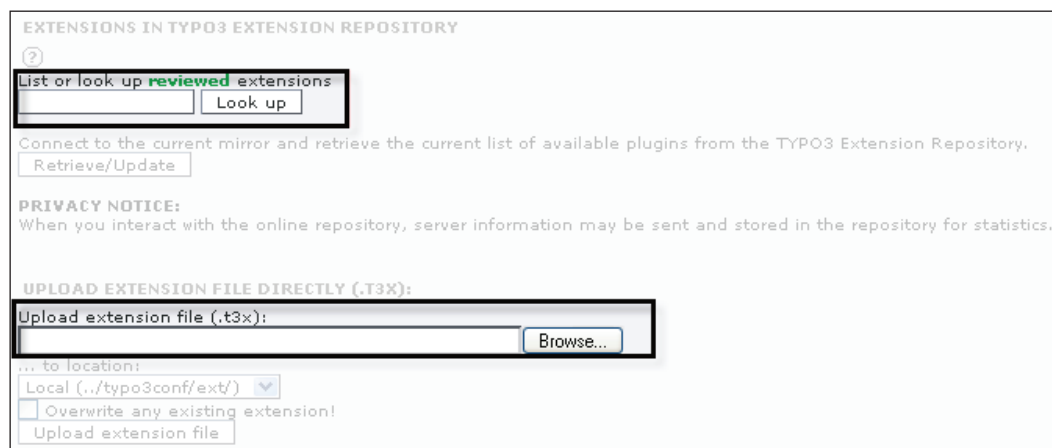 EXTENSIONS IN TYPO3 EXTENSION REPOSITORY
?
List or look up reviewed extensions
Look up
Connect to the current mirror and retrieve the current list of available plugins from the TYPO3 Extension Repository.
Retrieve/Update
PRIVACY NOTICE:
When you interact with the online repository, server information may be sent and stored in the repository for statistics.
UPLOAD EXTENSION FILE DIRECTLY (.T3X):
Upload extension file (.t3x):
Browse...
... to location:
Local (../typo3conf/ext/)
Overwrite any existing extension!
Upload extension file